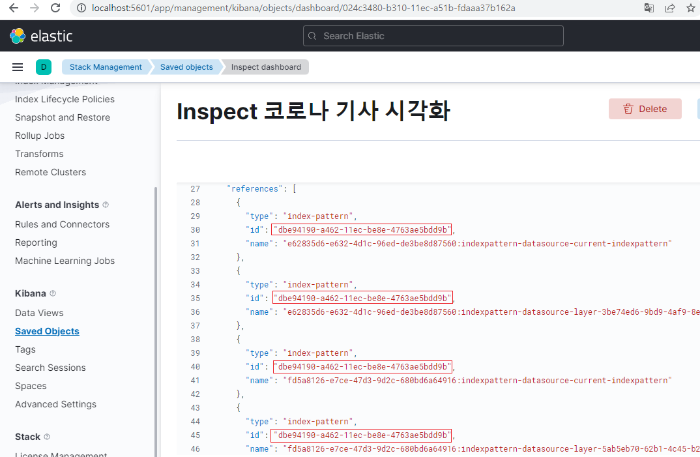 localhost:5601/app/management/kibana/objects/dashboard/024c3480-b310-11ec-a51b-fdaaa37b162a
elastic
Search Elastic
D
Stack Management
Saved objects
Inspect dashboard
Index Lifecycle Policies
Snapshot and Restore
Rollup Jobs
Transforms
Remote Clusters
Alerts and Insights
Rules and Connectors
Reporting
Machine Learning Jobs
Kibana
Data Views
Saved Objects
Tags
Search Sessions
Spaces
Advanced Settings
Stack
License Management
Inspect 코로나 기사 시각화
Delete
27 "references": [
28 {
29 "type": "index-pattern",
30 "id": "dbe94190-a462-11ec-be8e-4763ae5bdd9b",
31 "name": "e62835d6-e632-4d1c-96ed-de3be8d87560:indexpattern-datasource-current-indexpattern"
32 },
33 {
34 "type": "index-pattern",
35 "id": "dbe94190-a462-11ec-be8e-4763ae5bdd9b",
36 "name": "e62835d6-e632-4d1c-96ed-de3be8d87560:indexpattern-datasource-layer-3be74ed6-9bd9-4af9-8e
37 },
38 {
39 "type": "index-pattern",
40 "id": "dbe94190-a462-11ec-be8e-4763ae5bdd9b",
41 "name": "fd5a8126-e7ce-47d3-9d2c-680bd6a64916:indexpattern-datasource-current-indexpattern"
42 },
43 {
44 "type": "index-pattern",
45 "id": "dbe94190-a462-11ec-be8e-4763ae5bdd9b",
46 "name": "fd5a8126-e7ce-47d3-9d2c-680bd6a64916:indexpattern-datasource-layer-5ab5eb70-62b1-4c45-b2